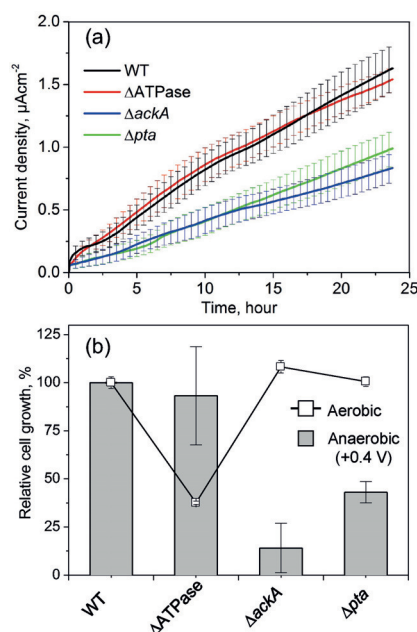 (a)
WT
ΔATPase
ΔackA
Δpta
Current density, µAcm-2
2.0
1.5
1.0
0.5
0.0
0 5 10 15 20 25
Time, hour
(b)
Relative cell growth, %
125
100
75
50
25
0
Aerobic
Anaerobic
(+0.4 V)
WT ΔATPase ΔackA Δpta